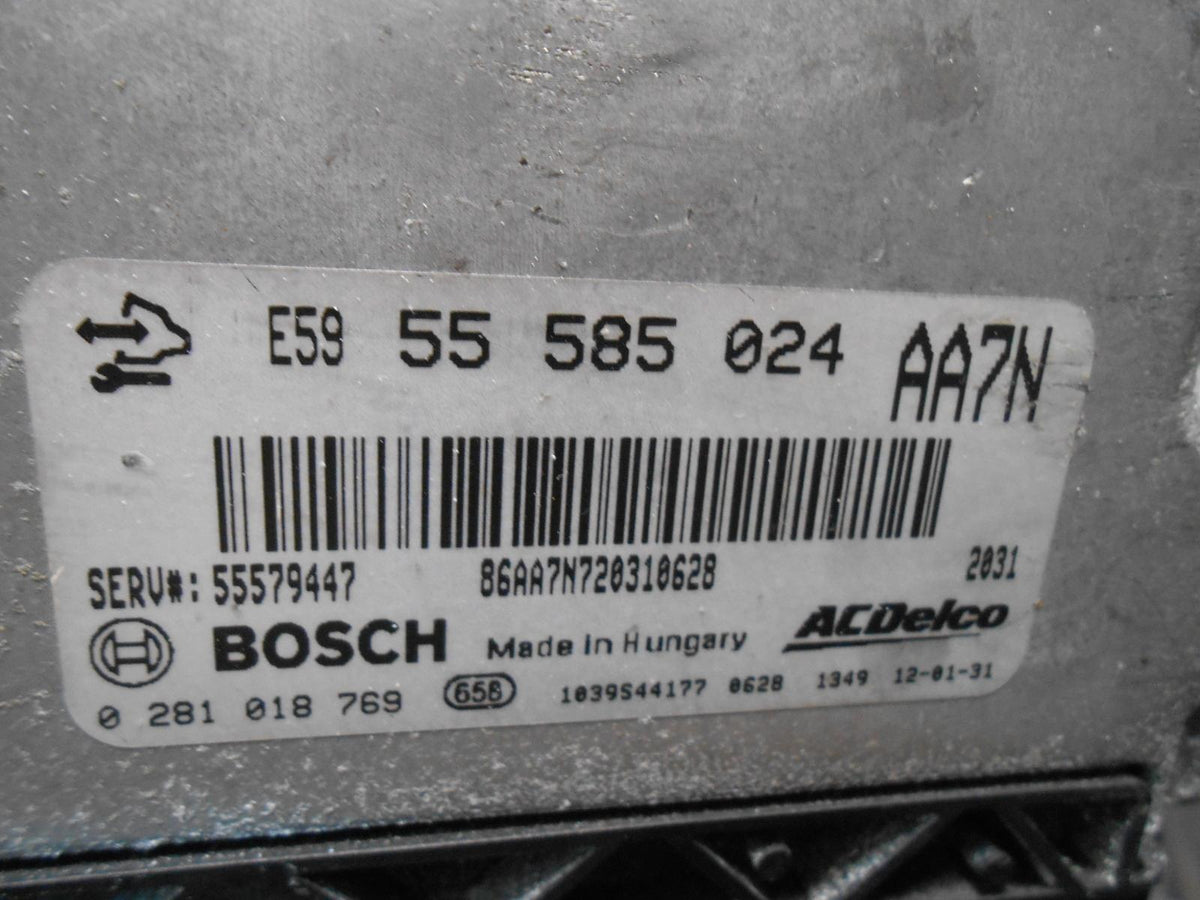 E59 55 585 024 AA7N
SERV#: 55579447 86AA7N720310628 2031
BOSCH Made in Hungary ACDelco
0 281 018 769 658 1039S44177 0628 1349 12-01-31